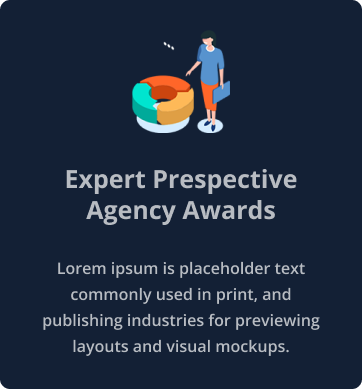 Expert Prespective
Agency Awards
Lorem ipsum is placeholder text
commonly used in print, and
publishing industries for previewing
layouts and visual mockups.